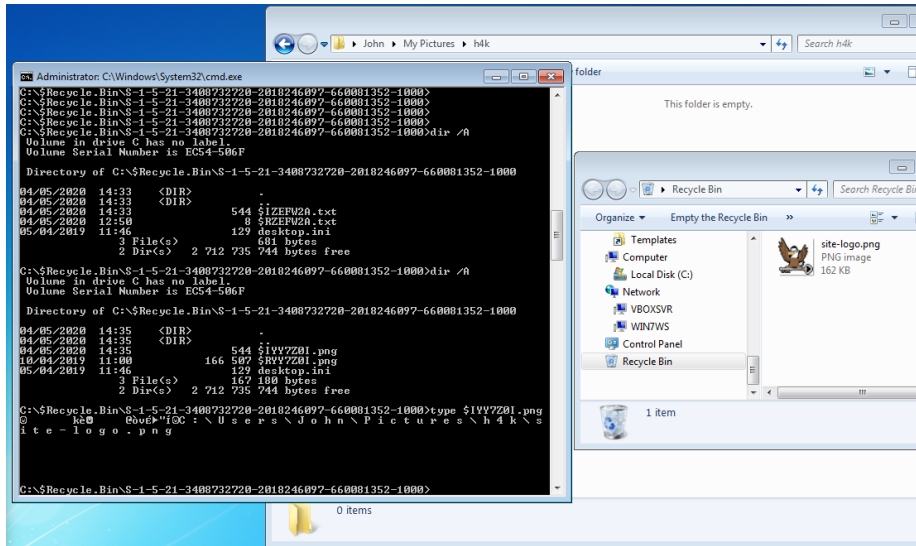 John ▸ My Pictures ▸ h4k
Search h4k
Administrator: C:\Windows\System32\cmd.exe
folder
This folder is empty.
C:\$Recycle.Bin\S-1-5-21-3408732720-2018246097-660081352-1000>
C:\$Recycle.Bin\S-1-5-21-3408732720-2018246097-660081352-1000>
C:\$Recycle.Bin\S-1-5-21-3408732720-2018246097-660081352-1000>
C:\$Recycle.Bin\S-1-5-21-3408732720-2018246097-660081352-1000>
C:\$Recycle.Bin\S-1-5-21-3408732720-2018246097-660081352-1000>dir /A
Volume in drive C has no label.
Volume Serial Number is EC54-506F
Directory of C:\$Recycle.Bin\S-1-5-21-3408732720-2018246097-660081352-1000
04/05/2020 14:33 <DIR> .
04/05/2020 14:33 <DIR> ..
04/05/2020 14:33 544 $IZEFW2A.txt
04/05/2020 12:50 8 $RZEFW2A.txt
05/04/2019 11:46 129 desktop.ini
3 File(s) 681 bytes
2 Dir(s) 2 712 735 744 bytes free
C:\$Recycle.Bin\S-1-5-21-3408732720-2018246097-660081352-1000>dir /A
Volume in drive C has no label.
Volume Serial Number is EC54-506F
Directory of C:\$Recycle.Bin\S-1-5-21-3408732720-2018246097-660081352-1000
04/05/2020 14:35 <DIR> .
04/05/2020 14:35 <DIR> ..
04/05/2020 14:35 544 $IYY7Z0I.png
10/04/2019 11:00 166 507 $RYY7Z0I.png
05/04/2019 11:46 129 desktop.ini
3 File(s) 167 180 bytes
2 Dir(s) 2 712 735 744 bytes free
C:\$Recycle.Bin\S-1-5-21-3408732720-2018246097-660081352-1000>type $IYY7Z0I.png
C : \ U s e r s \ J o h n \ P i c t u r e s \ h 4 k \ s
i t e - l o g o . p n g
C:\$Recycle.Bin\S-1-5-21-3408732720-2018246097-660081352-1000>
Recycle Bin
Search Recycle Bi
Organize
Empty the Recycle Bin
»
Templates
Computer
Local Disk (C:)
Network
VBOXSVR
WIN7WS
Control Panel
Recycle Bin
site-logo.png
PNG image
162 KB
1 item
0 items